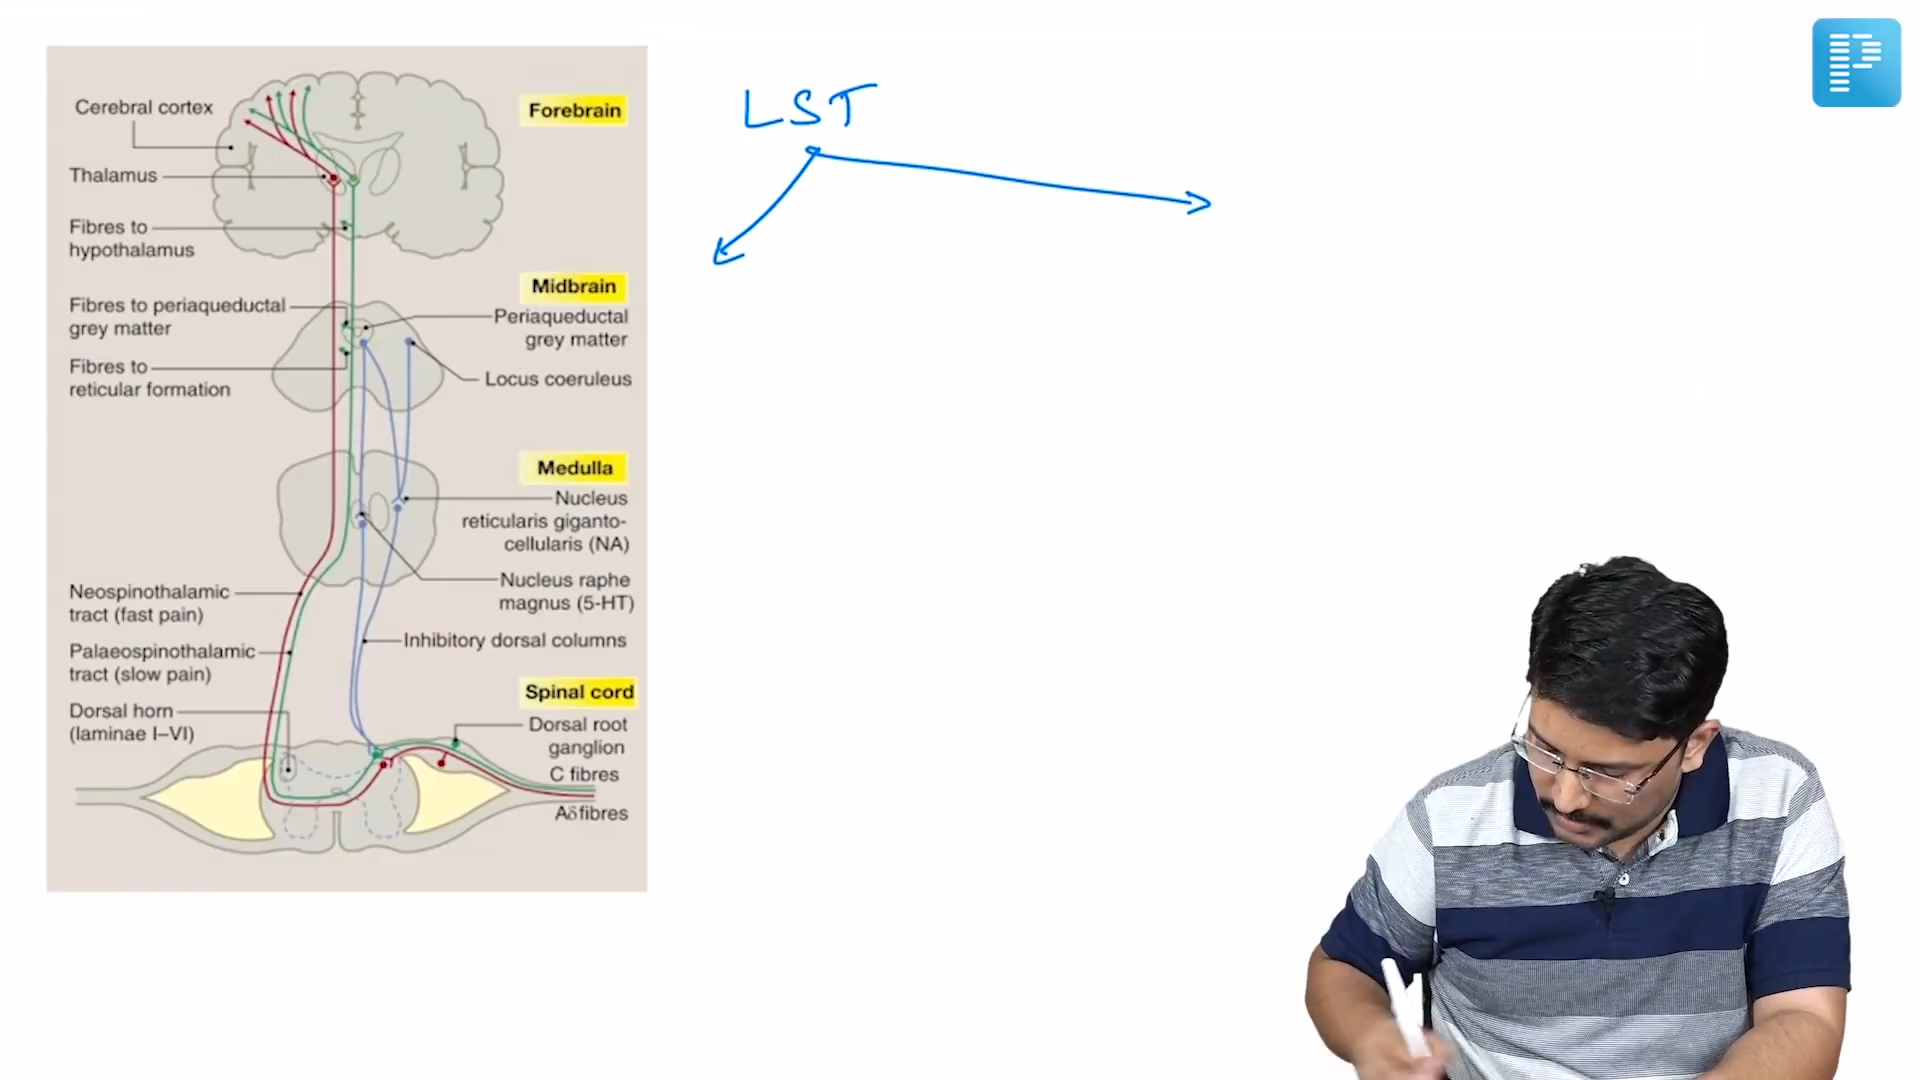 LST
Cerebral cortex
Forebrain
Thalamus
Fibres to
hypothalamus
Midbrain
Fibres to periaqueductal
grey matter
Periaqueductal
grey matter
Fibres to
reticular formation
Locus coeruleus
Medulla
Nucleus
reticularis giganto-
cellularis (NA)
Nucleus raphe
magnus (5-HT)
Neospinothalamic
tract (fast pain)
Inhibitory dorsal columns
Palaeospinothalamic
tract (slow pain)
Spinal cord
Dorsal horn
(laminae I–VI)
Dorsal root
ganglion
C fibres
Aδ fibres